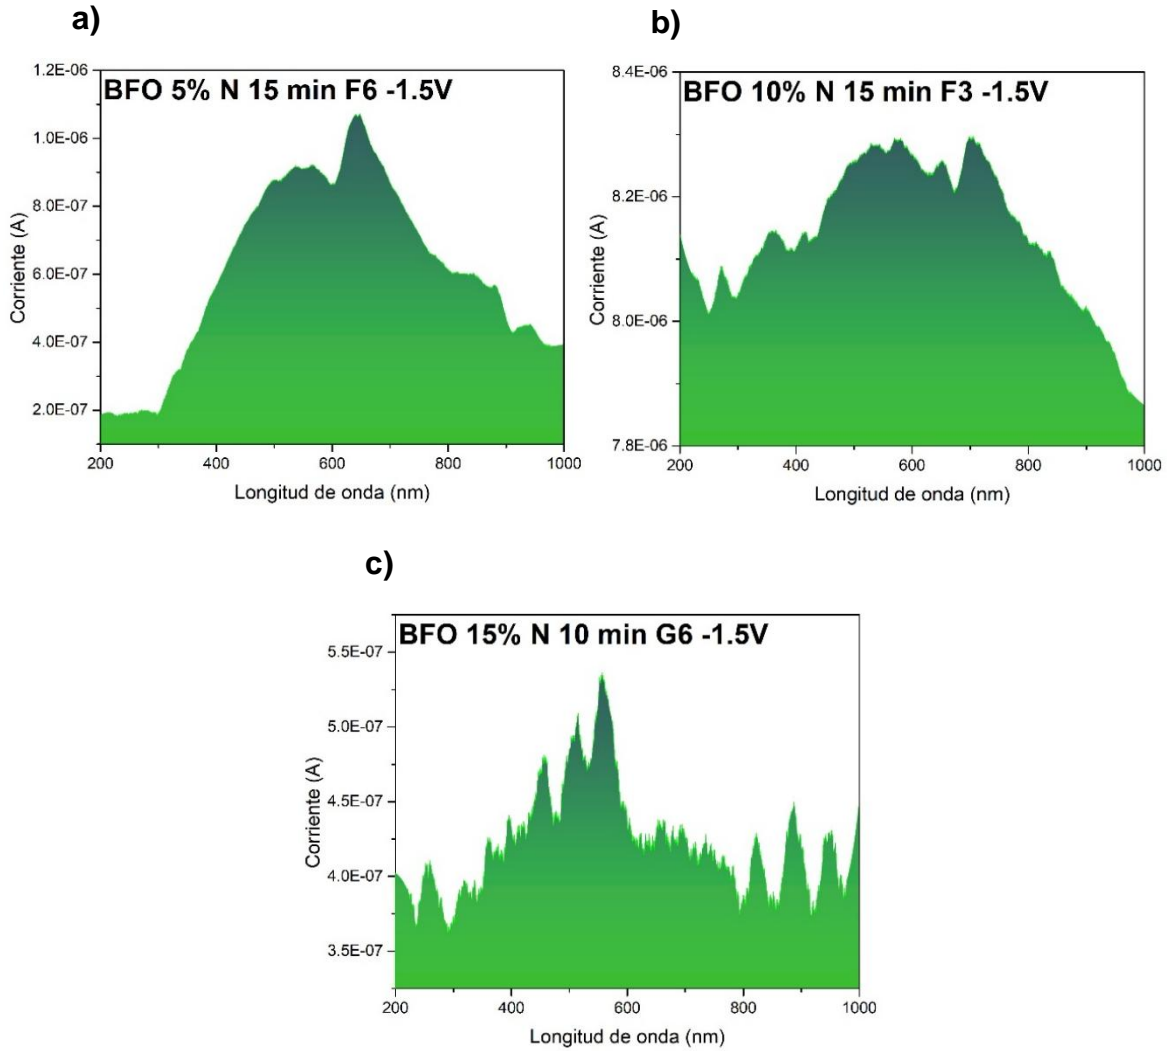 a)
BFO 5% N 15 min F6 -1.5V
1.2E-06
1.0E-06
8.0E-07
6.0E-07
4.0E-07
2.0E-07
Corriente (A)
200 400 600 800 1000
Longitud de onda (nm)
b)
BFO 10% N 15 min F3 -1.5V
8.4E-06
8.2E-06
8.0E-06
7.8E-06
Corriente (A)
200 400 600 800 1000
Longitud de onda (nm)
c)
BFO 15% N 10 min G6 -1.5V
5.5E-07
5.0E-07
4.5E-07
4.0E-07
3.5E-07
Corriente (A)
200 400 600 800 1000
Longitud de onda (nm)